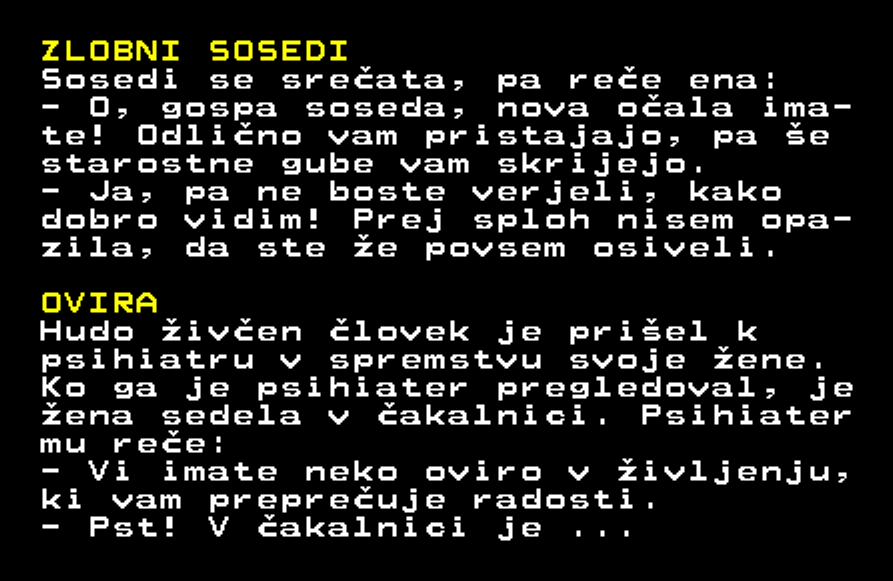 ZLOBNI SOSEDI
Sosedi se srečata, pa reče ena:
- O, gospa soseda, nova očala ima-
te! Odlično vam pristajajo, pa še
starostne gube vam skrijejo.
- Ja, pa ne boste verjeli, kako
dobro vidim! Prej sploh nisem opa-
zila, da ste že povsem osiveli.
OVIRA
Hudo živčen človek je prišel k
psihiatru v spremstvu svoje žene.
Ko ga je psihiater pregledoval, je
žena sedela v čakalnici. Psihiater
mu reče:
- Vi imate neko oviro v življenju,
ki vam preprečuje radosti.
- Pst! V čakalnici je ...